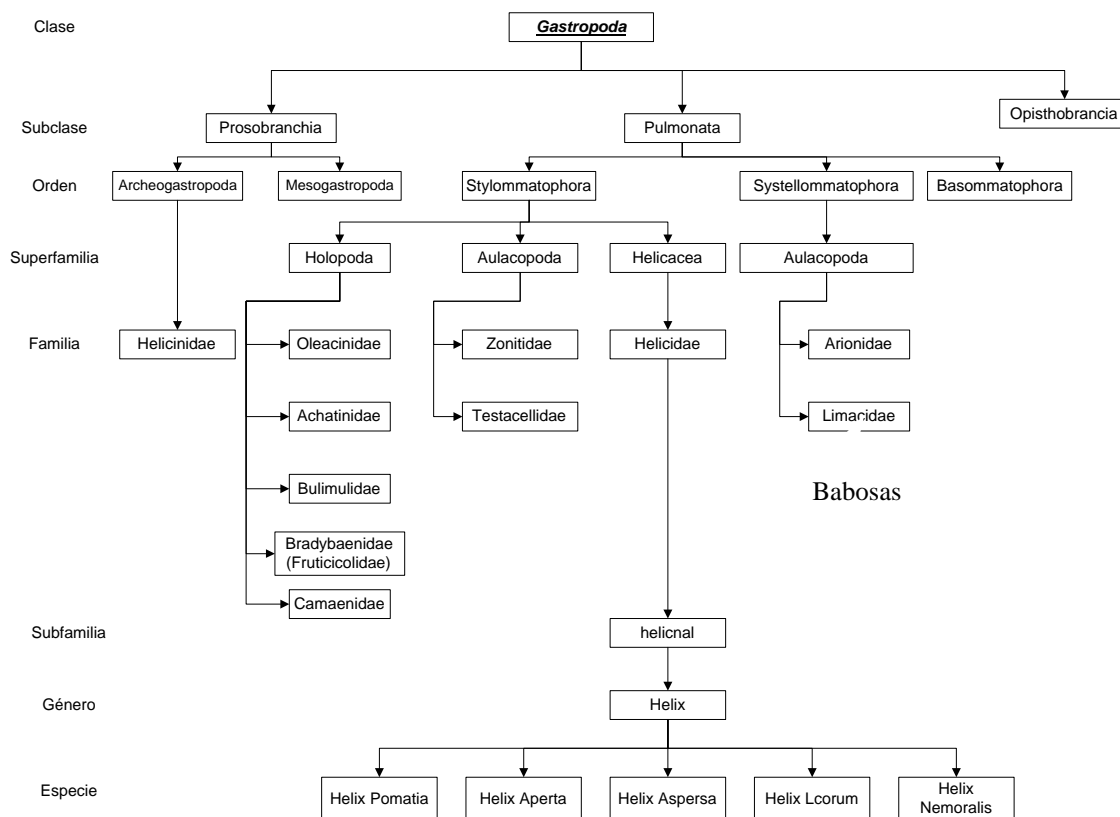 Clase
Gastropoda
Subclase
Prosobranchia
Pulmonata
Opisthobrancia
Orden
Archeogastropoda
Mesogastropoda
Stylommatophora
Systellommatophora
Basommatophora
Superfamilia
Holopoda
Aulacopoda
Helicacea
Aulacopoda
Familia
Helicinidae
Oleacinidae
Zonitidae
Helicidae
Arionidae
Achatinidae
Testacellidae
Limacidae
Bulimulidae
Babosas
Bradybaenidae
(Fruticicolidae)
Camaenidae
Subfamilia
helicnal
Género
Helix
Especie
Helix Pomatia
Helix Aperta
Helix Aspersa
Helix Lcorum
Helix
Nemoralis